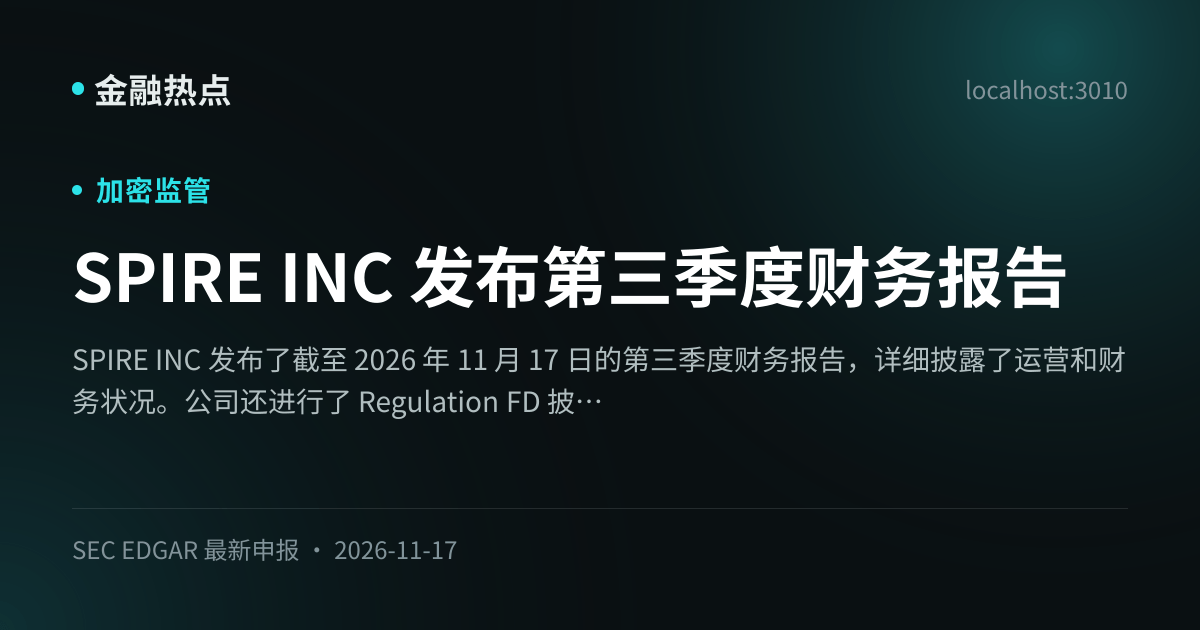 金融热点
localhost:3010
加密监管
SPIRE INC 发布第三季度财务报告
SPIRE INC 发布了截至 2026 年 11 月 17 日的第三季度财务报告，详细披露了运营和财
务状况。公司还进行了 Regulation FD 披…
SEC EDGAR 最新申报 · 2026-11-17